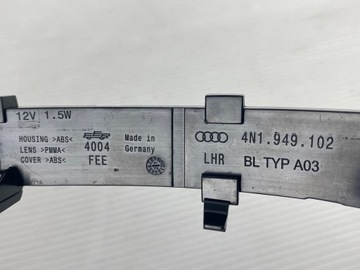 12V 1.5W
HOUSING >ABS<
LENS >PMMA<
COVER >ABS<
4004
FEE
Made in
Germany
4N1.949.102
LHR BL TYP A03